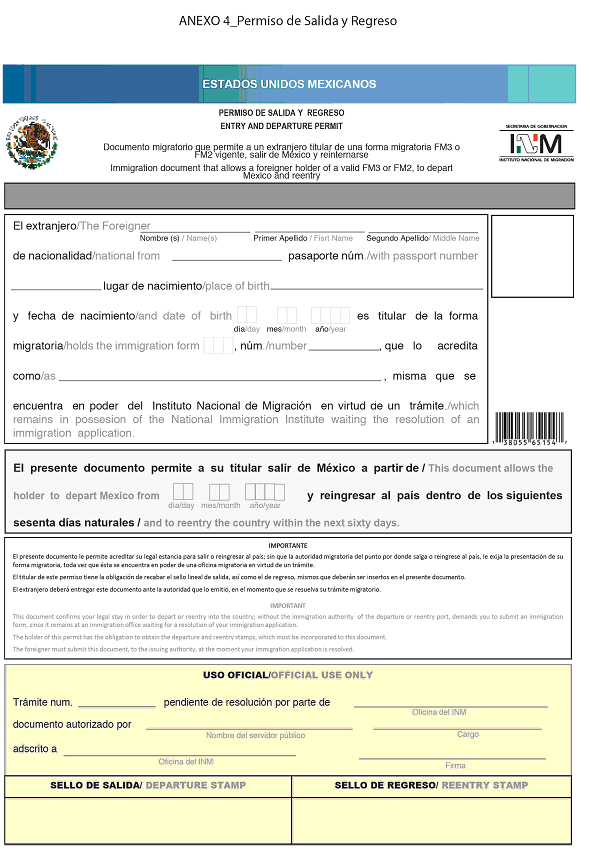 ANEXO 4_Permiso de Salida y Regreso
ESTADOS UNIDOS MEXICANOS
PERMISO DE SALIDA Y REGRESO
ENTRY AND DEPARTURE PERMIT
SECRETARIA DE GOBERNACION
INM
INSTITUTO NACIONAL DE MIGRACION
Documento migratorio que permite a un extranjero titular de una forma migratoria FM3 o
FM2 vigente, salir de México y reinternarse
Immigration document that allows a foreigner holder of a valid FM3 or FM2, to depart
Mexico and reentry
El extranjero/The Foreigner
Nombre (s) / Name(s) Primer Apellido / Fisrt Name Segundo Apellido/ Middle Name
de nacionalidad/national from pasaporte núm./with passport number
lugar de nacimiento/place of birth
y fecha de nacimiento/and date of birth es titular de la forma
dia/day mes/month año/year
migratoria/holds the immigration form , núm./number , que lo acredita
como/as , misma que se
encuentra en poder del Instituto Nacional de Migración en virtud de un trámite./which
remains in possesion of the National Immigration Institute waiting the resolution of an
immigration application.
1 38055 65154 7
El presente documento permite a su titular salir de México a partir de / This document allows the
holder to depart Mexico from y reingresar al país dentro de los siguientes
dia/day mes/month año/year
sesenta días naturales / and to reentry the country within the next sixty days.
IMPORTANTE
El presente documento le permite acreditar su legal estancia para salir o reingresar al país; sin que la autoridad migratoria del punto por donde salga o reingrese al país, le exija la presentación de su
forma migratoria, toda vez que ésta se encuentra en poder de una oficina migratoria en virtud de un trámite.
El titular de este permiso tiene la obligación de recabar el sello lineal de salida, así como el de regreso, mismos que deberán ser insertos en el presente documento.
El extranjero deberá entregar este documento ante la autoridad que lo emitió, en el momento que se resuelva su trámite migratorio.
IMPORTANT
This document confirms your legal stay in order to depart or reentry into the country; without the immigration authority of the departure or reentry port, demands you to submit an immigration
form, since it remains at an immigration office waiting for a resolution of your immigration application.
The holder of this permit has the obligation to obtain the departure and reentry stamps, which must be incorporated to this document.
The foreigner must submit this document, to the issuing authority, at the moment your immigration application is resolved.
USO OFICIAL/OFFICIAL USE ONLY
Trámite num. pendiente de resolución por parte de
Oficina del INM
documento autorizado por
Nombre del servidor público Cargo
adscrito a
Oficina del INM Firma
SELLO DE SALIDA/ DEPARTURE STAMP SELLO DE REGRESO/ REENTRY STAMP